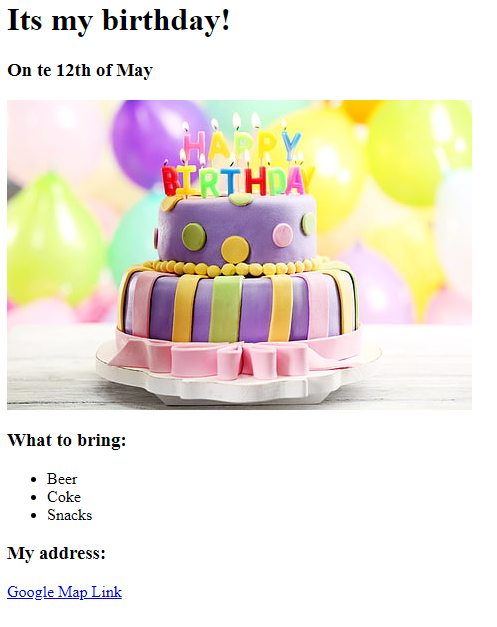 Its my birthday!
On te 12th of May
HAPPY
BIRTHDAY
What to bring:
Beer
Coke
Snacks
My address:
Google Map Link